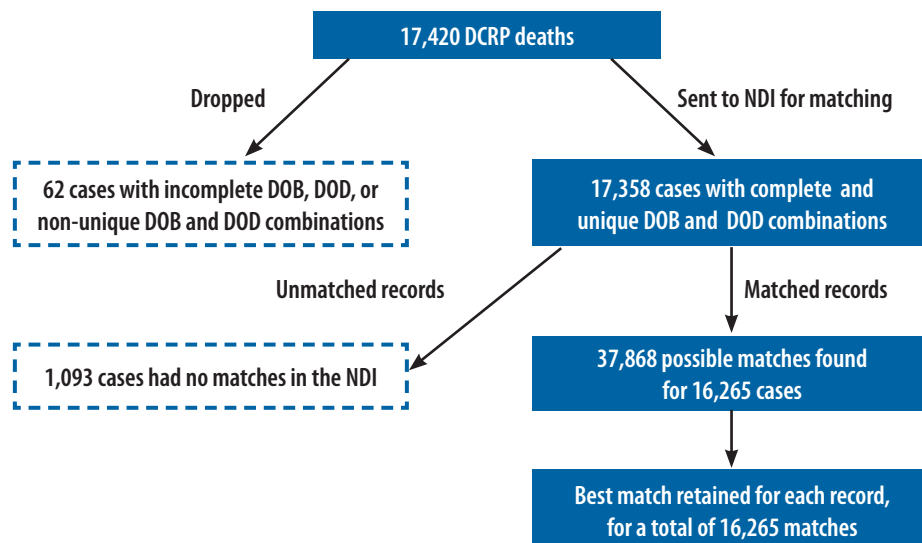 17,420 DCRP deaths
Dropped
Sent to NDI for matching
62 cases with incomplete DOB, DOD, or
non-unique DOB and DOD combinations
17,358 cases with complete and
unique DOB and DOD combinations
Unmatched records
Matched records
1,093 cases had no matches in the NDI
37,868 possible matches found
for 16,265 cases
Best match retained for each record,
for a total of 16,265 matches